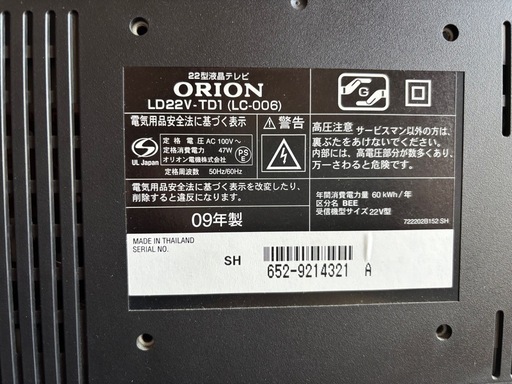 22型液晶テレビ
ORION
LD22V-TD1 (LC-006)
電気用品安全法に基づく表示
UL Japan
定格電圧 AC 100V~
定格消費電力 47W
オリオン電機株式会社
定格周波数 50Hz/60Hz
PS
E
電気用品安全法に基づく表示を改変したり、
削除すると違反になります。
09年製
警告
G
高圧注意 サービスマン以外の方は、
裏ぶたをあけないでください。
内部には、高電圧部分が数多くあり、
万一さわると危険です。
年間消費電力量 60 kWh/年
区分名 BEE
受信機型サイズ 22V型
722202B152 SH
MADE IN THAILAND
SERIAL NO.
SH
652-9214321 A